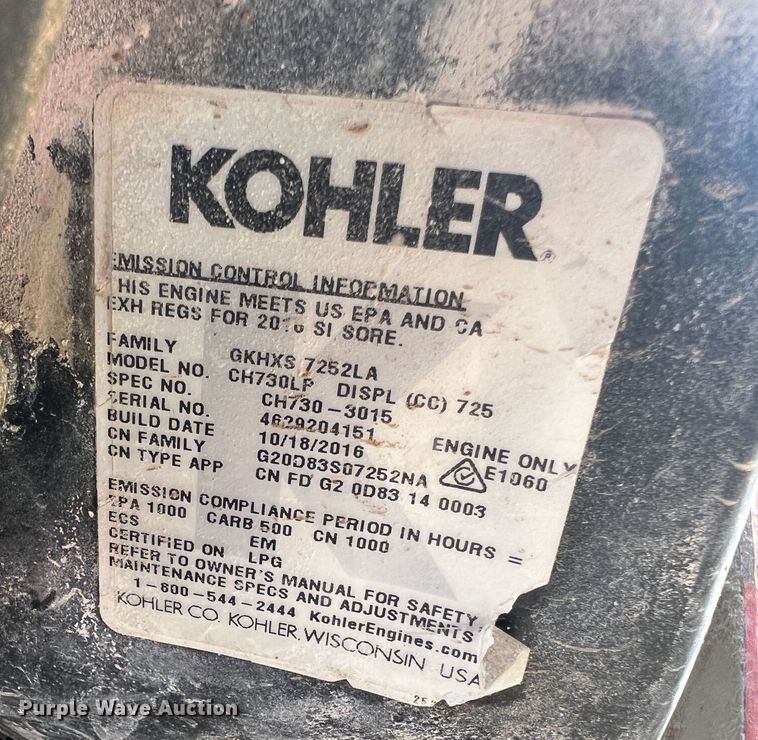 KOHLER®
EMISSION CONTROL INFORMATION
THIS ENGINE MEETS US EPA AND CA
EXH REGS FOR 2016 SI SORE.
FAMILY GKHXS 7252LA
MODEL NO. CH730LP DISPL (CC) 725
SPEC NO. CH730-3015
SERIAL NO. 4629204151 ENGINE ONLY
BUILD DATE 10/18/2016 E1060
CN FAMILY G20D83S07252NA
CN TYPE APP CN FD G2 0D83 14 0003
EMISSION COMPLIANCE PERIOD IN HOURS =
EPA 1000 CARB 500 CN 1000
ECS EM
CERTIFIED ON LPG
REFER TO OWNER'S MANUAL FOR SAFETY,
MAINTENANCE SPECS AND ADJUSTMENTS
1-800-544-2444 KohlerEngines.com
KOHLER CO. KOHLER, WISCONSIN USA
Purple Wave Auction